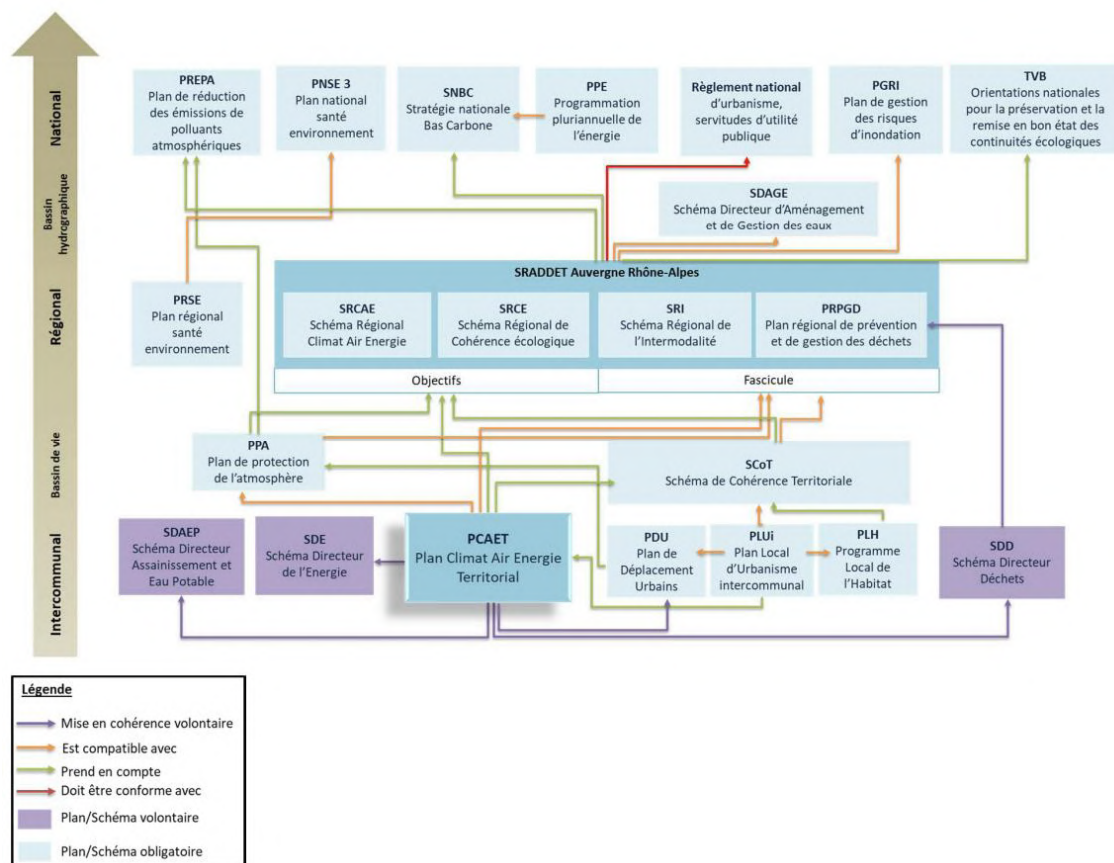 National
Bassin
hydrographique
Régional
Bassin de vie
Intercommunal
PREPA
Plan de réduction
des émissions de
polluants
atmosphériques
PNSE 3
Plan national
santé
environnement
SNBC
Stratégie nationale
Bas Carbone
PPE
Programmation
pluriannuelle de
l'énergie
Règlement national
d'urbanisme,
servitudes d'utilité
publique
PGRI
Plan de gestion
des risques
d'inondation
TVB
Orientations nationales
pour la préservation et la
remise en bon état des
continuités écologiques
SDAGE
Schéma Directeur d'Aménagement
et de Gestion des eaux
PRSE
Plan régional
santé
environnement
SRADDET Auvergne Rhône-Alpes
SRCAE
Schéma Régional
Climat Air Energie
SRCE
Schéma Régional de
Cohérence écologique
SRI
Schéma Régional de
l'Intermodalité
PRPGD
Plan régional de prévention
et de gestion des déchets
Objectifs
Fascicule
PPA
Plan de protection
de l'atmosphère
SCoT
Schéma de Cohérence Territoriale
SDAEP
Schéma Directeur
Assainissement et
Eau Potable
SDE
Schéma Directeur
de l'Energie
PCAET
Plan Climat Air Energie
Territorial
PDU
Plan de
Déplacement
Urbains
PLUi
Plan Local
d'Urbanisme
intercommunal
PLH
Programme
Local de
l'Habitat
SDD
Schéma Directeur
Déchets
Légende
Mise en cohérence volontaire
Est compatible avec
Prend en compte
Doit être conforme avec
Plan/Schéma volontaire
Plan/Schéma obligatoire